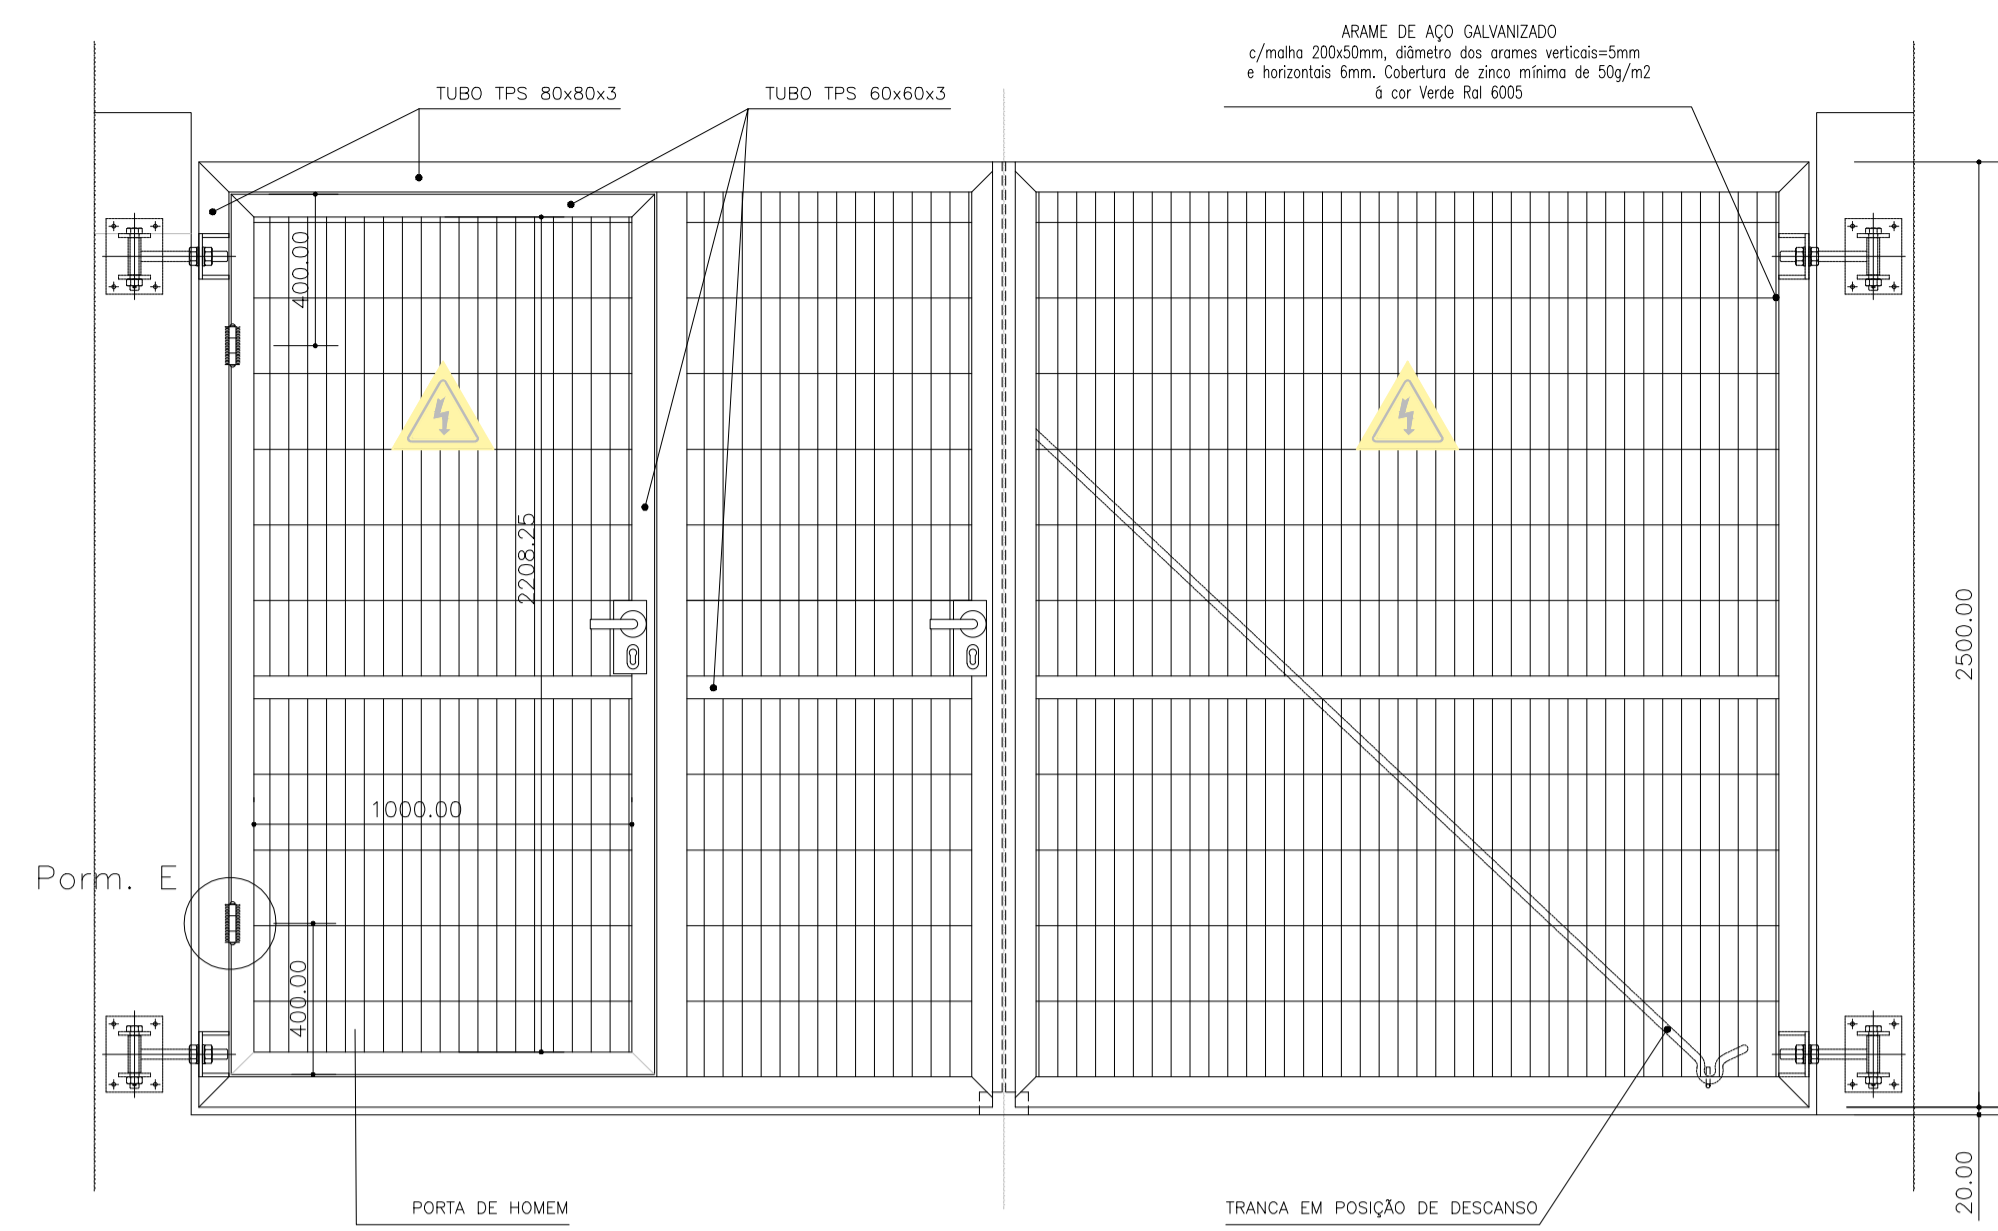 ARAME DE AÇO GALVANIZADO
c/malha 200x50mm, diâmetro dos arames verticais=5mm
e horizontais 6mm. Cobertura de zinco mínima de 50g/m2
á cor Verde Ral 6005
TUBO TPS 80x80x3
TUBO TPS 60x60x3
400.00
2208.25
2500.00
1000.00
Porm. E
400.00
20.00
PORTA DE HOMEM
TRANCA EM POSIÇÃO DE DESCANSO